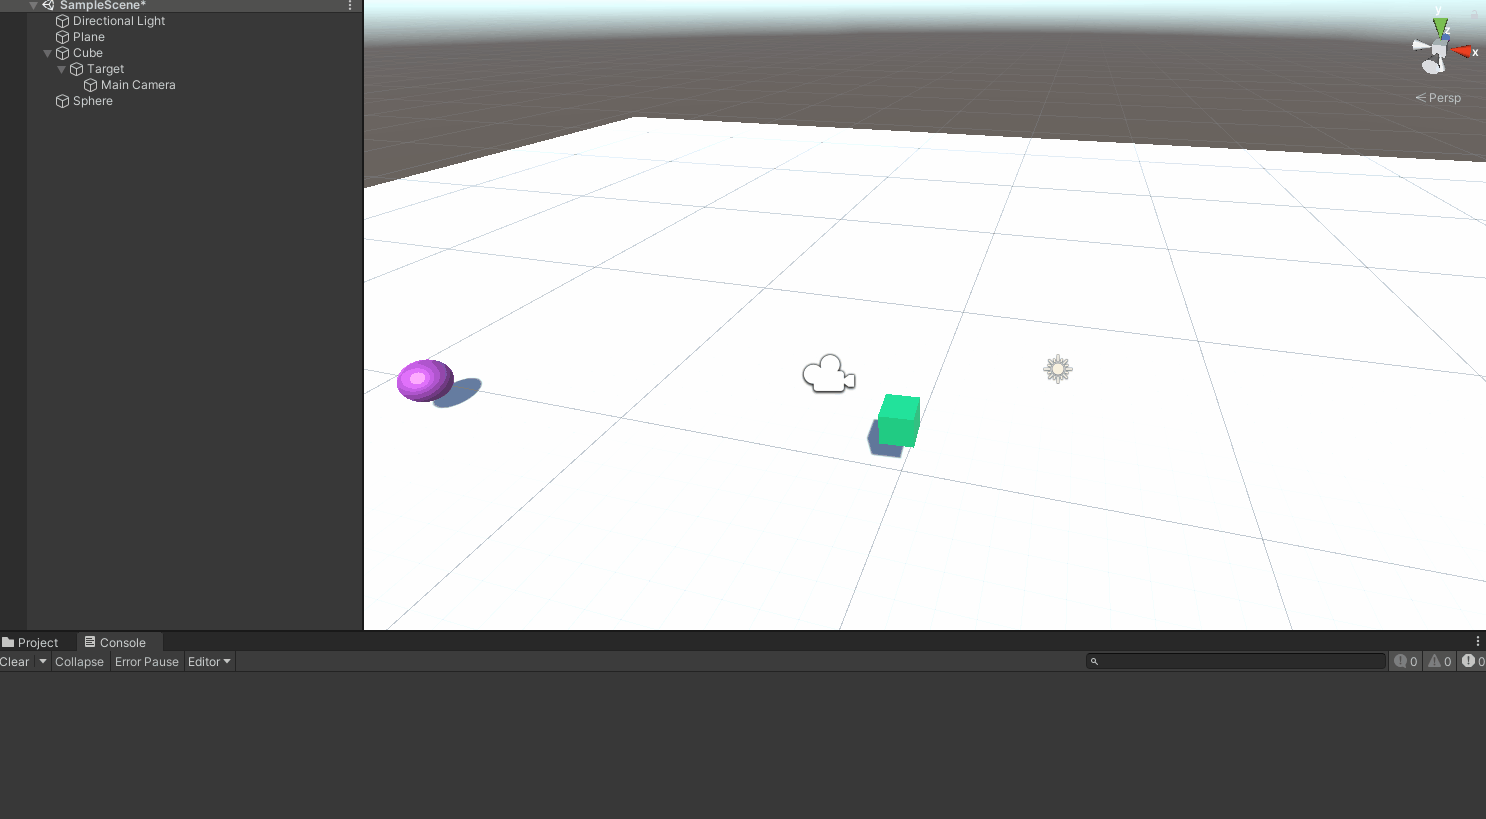 SampleScene*
Directional Light
Plane
Cube
Target
Main Camera
Sphere
y
z
x
Persp
Project
Console
Clear
Collapse
Error Pause
Editor
0
0
0